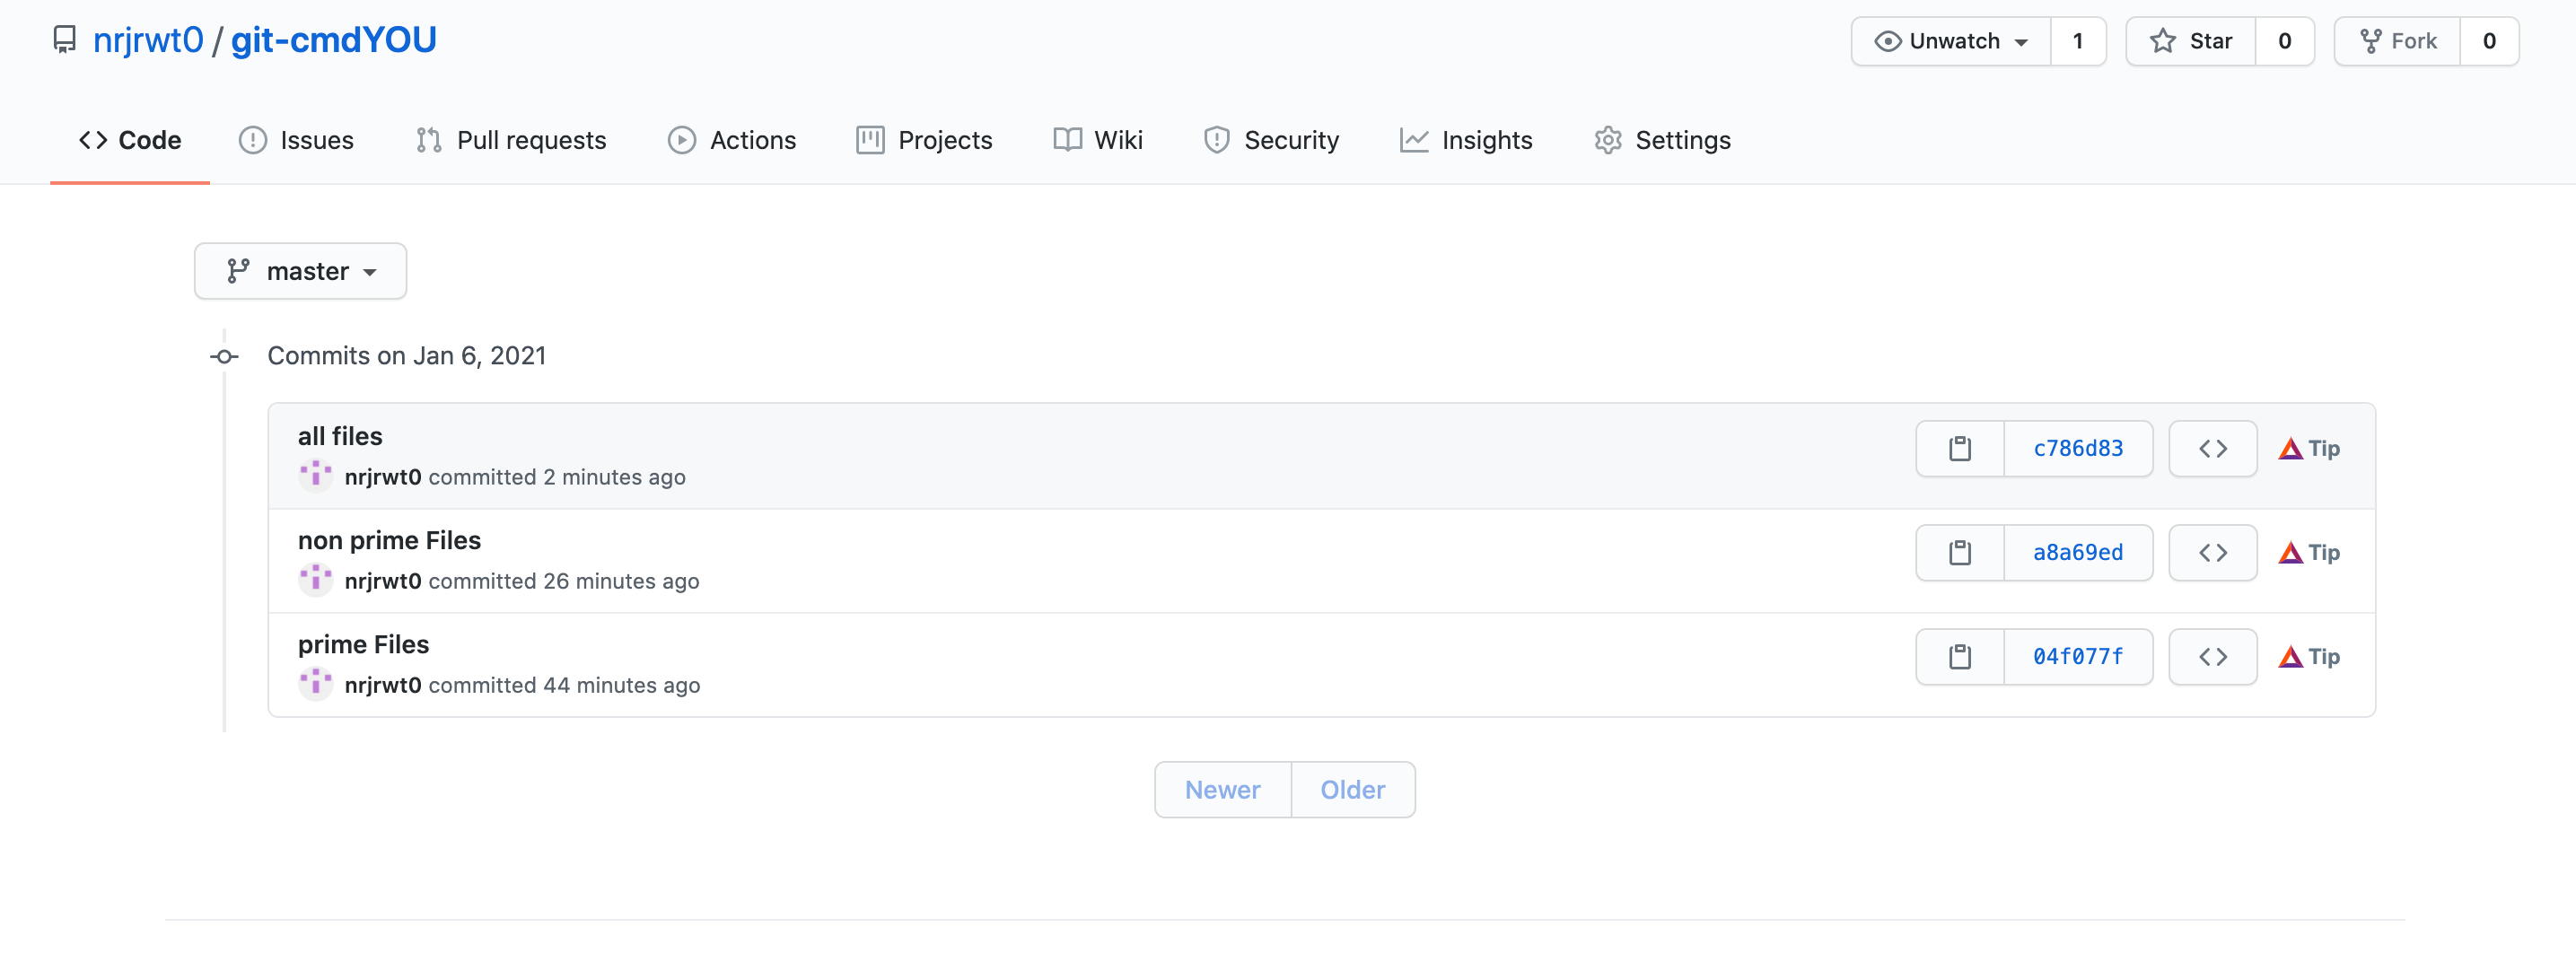 nrjrwt0 / git-cmdYOU
Unwatch 1 Star 0 Fork 0
Code Issues Pull requests Actions Projects Wiki Security Insights Settings
master
Commits on Jan 6, 2021
all files
nrjrwt0 committed 2 minutes ago
c786d83 Tip
non prime Files
nrjrwt0 committed 26 minutes ago
a8a69ed Tip
prime Files
nrjrwt0 committed 44 minutes ago
04f077f Tip
Newer Older